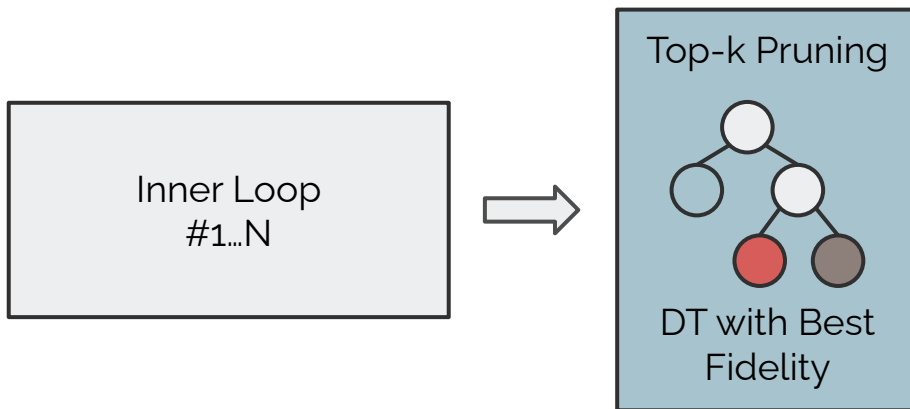 Inner Loop
#1...N
Top-k Pruning
DT with Best
Fidelity